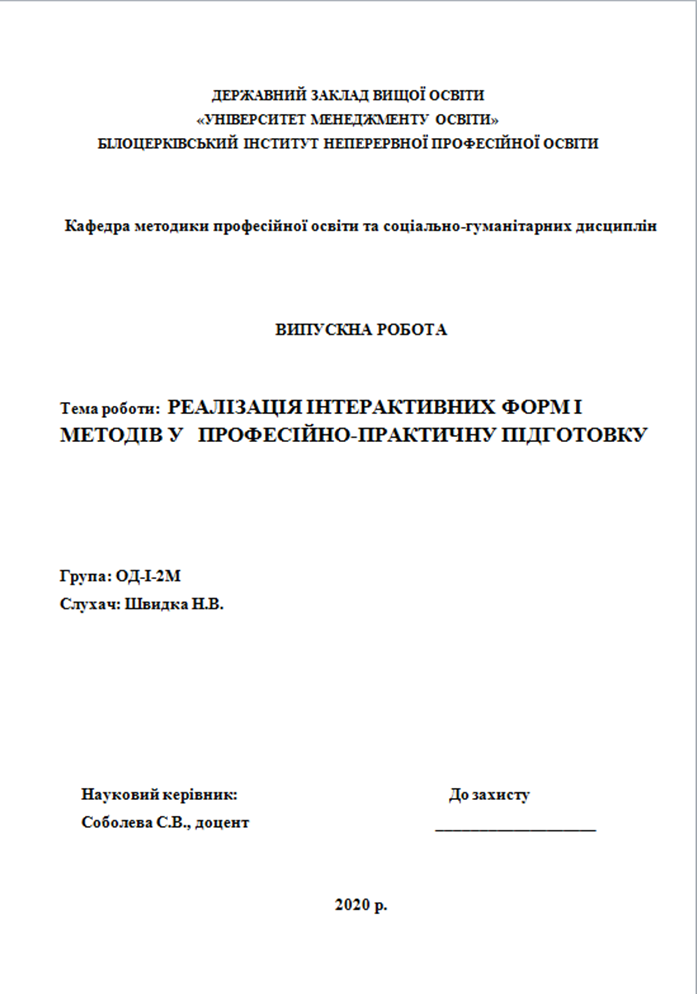 ДЕРЖАВНИЙ ЗАКЛАД ВИЩОЇ ОСВІТИ
«УНІВЕРСИТЕТ МЕНЕДЖМЕНТУ ОСВІТИ»
БІЛОЦЕРКІВСЬКИЙ ІНСТИТУТ НЕПЕРЕРВНОЇ ПРОФЕСІЙНОЇ ОСВІТИ
Кафедра методики професійної освіти та соціально-гуманітарних дисциплін
ВИПУСКНА РОБОТА
Тема роботи: РЕАЛІЗАЦІЯ ІНТЕРАКТИВНИХ ФОРМ І
МЕТОДІВ У ПРОФЕСІЙНО-ПРАКТИЧНУ ПІДГОТОВКУ
Група: ОД-І-2М
Слухач: Швидка Н.В.
Науковий керівник: До захисту
Соболева С.В., доцент ____________________
2020 р.